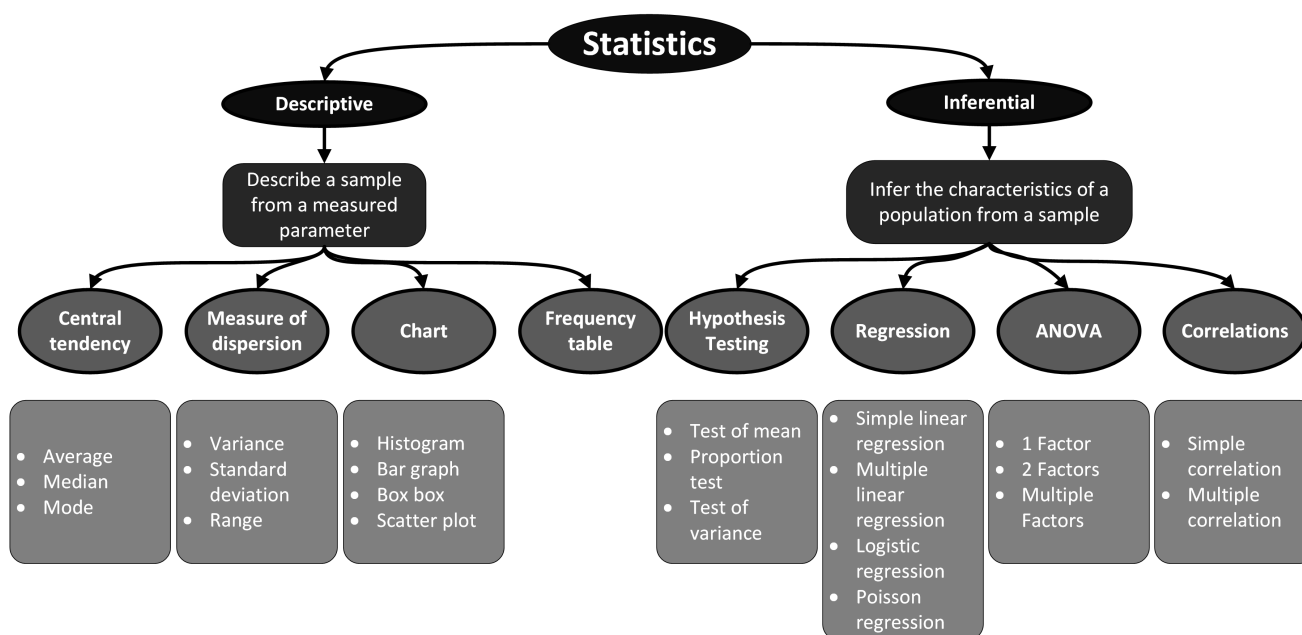 Statistics
Descriptive
Inferential
Describe a sample
from a measured
parameter
Infer the characteristics of a
population from a sample
Central
tendency
Measure of
dispersion
Chart
Frequency
table
Hypothesis
Testing
Regression
ANOVA
Correlations
• Average
• Median
• Mode
• Variance
• Standard
deviation
• Range
• Histogram
• Bar graph
• Box box
• Scatter plot
• Test of mean
• Proportion
test
• Test of
variance
• Simple linear
regression
• Multiple
linear
regression
• Logistic
regression
• Poisson
regression
• 1 Factor
• 2 Factors
• Multiple
Factors
• Simple
correlation
• Multiple
correlation